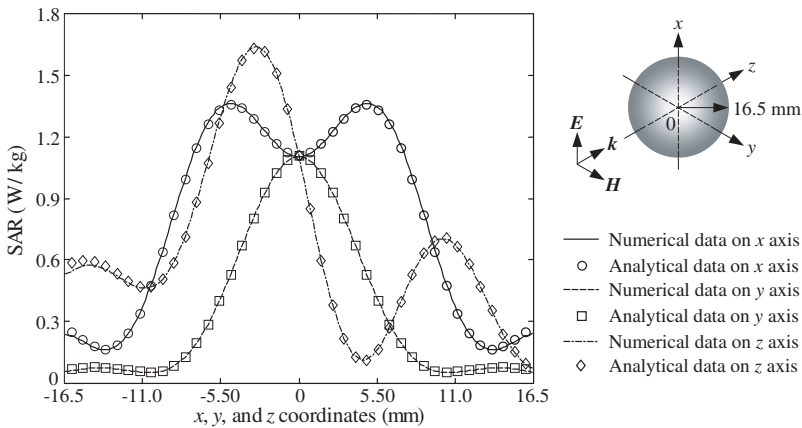 1.8
1.5
1.2
0.9
0.6
0.3
0
SAR (W/ kg)
-16.5 -11.0 -5.50 0 5.50 11.0 16.5
x, y, and z coordinates (mm)
x
z
16.5 mm
0
y
E
k
H
Numerical data on x axis
Analytical data on x axis
Numerical data on y axis
Analytical data on y axis
Numerical data on z axis
Analytical data on z axis